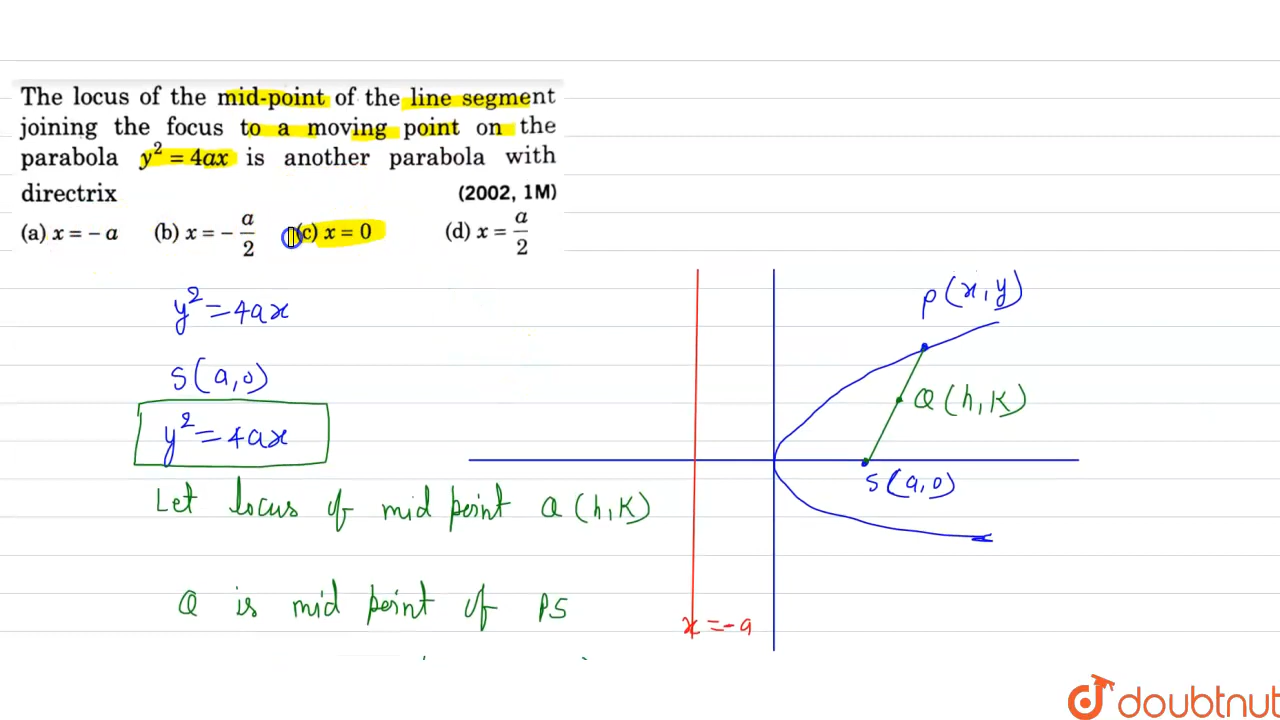 The locus of the mid-point of the line segment
joining the focus to a moving point on the
parabola y² = 4ax is another parabola with
directrix (2002, 1M)
(a) x = – a (b) x = – a/2 (c) x = 0 (d) x = a/2
y² = 4ax
S(a,0)
y² = 4ax
Let locus of mid point Q(h,K)
Q is mid point of PS
P(x,y)
Q(h,K)
S(a,0)
x = -a
doubtnut